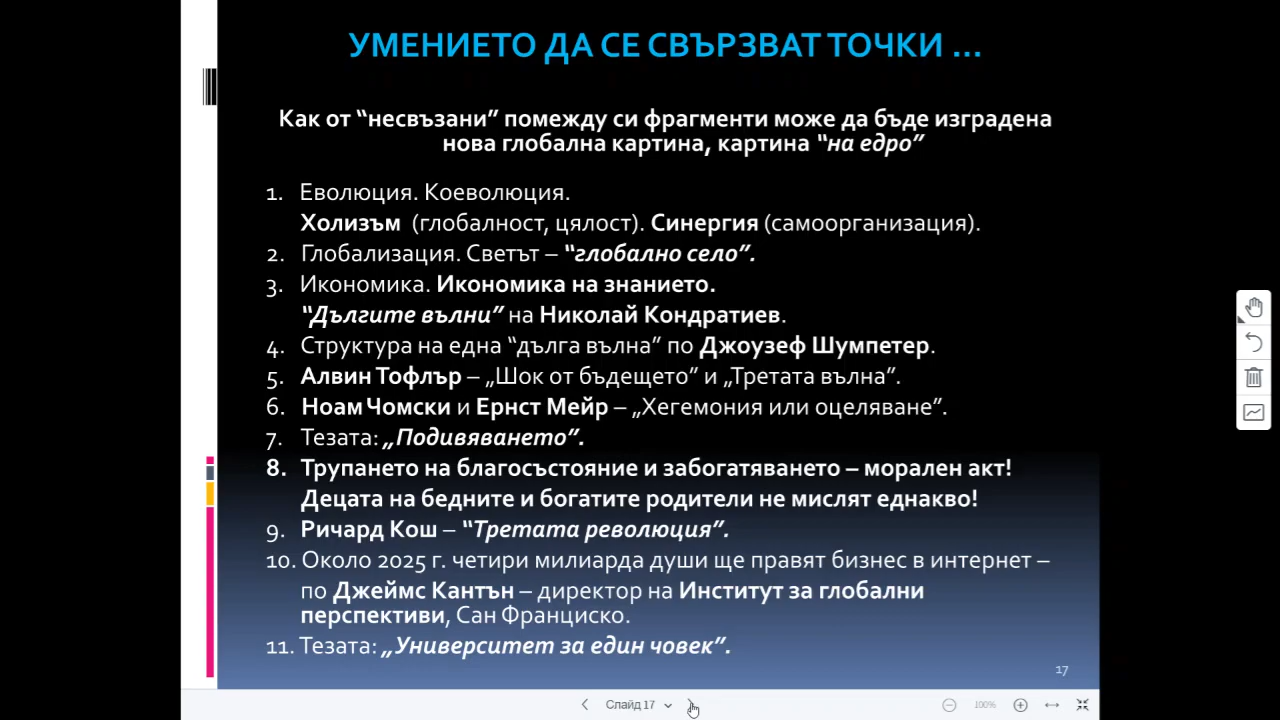 УМЕНИЕТО ДА СЕ СВЪРЗВАТ ТОЧКИ ...
Как от “несвъзани” помежду си фрагменти може да бъде изградена
нова глобална картина, картина “на едро”
1. Еволюция. Коеволюция.
Холизъм (глобалност, цялост). Синергия (самоорганизация).
2. Глобализация. Светът – “глобално село”.
3. Икономика. Икономика на знанието.
“Дългите вълни” на Николай Кондратиев.
4. Структура на една “дълга вълна” по Джоузеф Шумпетер.
5. Алвин Тофлър – „Шок от бъдещето” и „Третата вълна”.
6. Ноам Чомски и Ернст Мейр – „Хегемония или оцеляване”.
7. Тезата: „Подивяването”.
8. Трупането на благосъстояние и забогатяването – морален акт!
Децата на бедните и богатите родители не мислят еднакво!
9. Ричард Кош – “Третата революция”.
10. Около 2025 г. четири милиарда души ще правят бизнес в интернет –
по Джеймс Кантън – директор на Институт за глобални
перспективи, Сан Франциско.
11. Тезата: „Университет за един човек”.
17
Слайд 17
100%